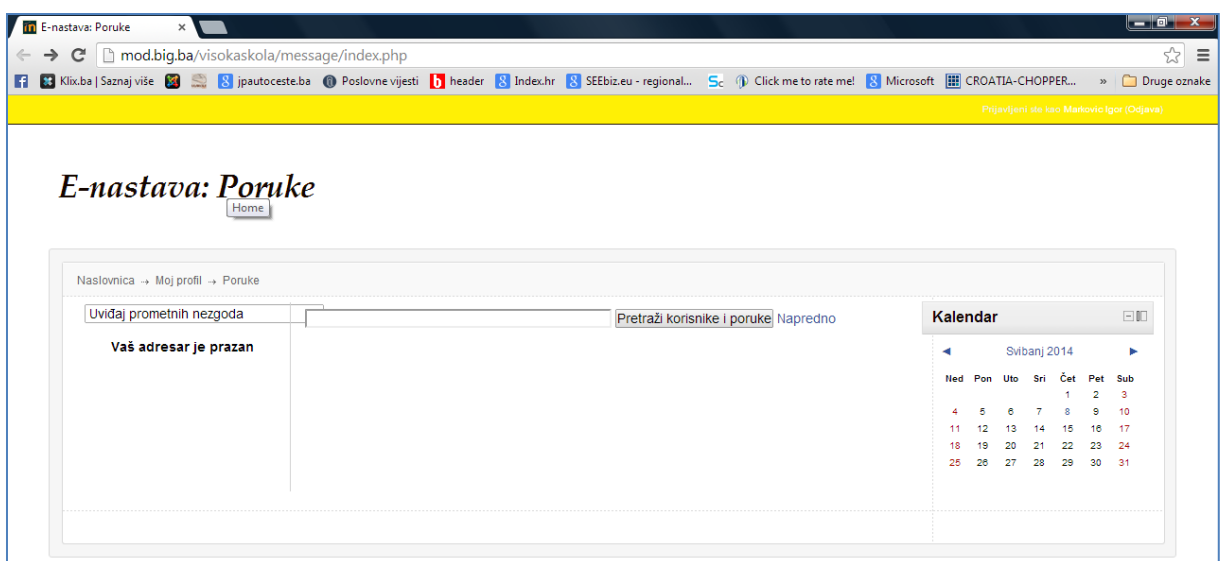 E-nastava: Poruke
mod.big.ba/visokaskola/message/index.php
Klix.ba | Saznaj više jpautoceste.ba Poslovne vijesti header Index.hr SEEbiz.eu - regional... Click me to rate me! Microsoft CROATIA-CHOPPER... » Druge oznake
Prijavljeni ste kao Markovic Igor (Odjava)
E-nastava: Poruke
Home
Naslovnica → Moj profil → Poruke
Uviđaj prometnih nezgoda
Pretraži korisnike i poruke Napredno
Vaš adresar je prazan
Kalendar
◄ Svibanj 2014 ►
Ned Pon Uto Sri Čet Pet Sub
1 2 3
4 5 6 7 8 9 10
11 12 13 14 15 16 17
18 19 20 21 22 23 24
25 26 27 28 29 30 31